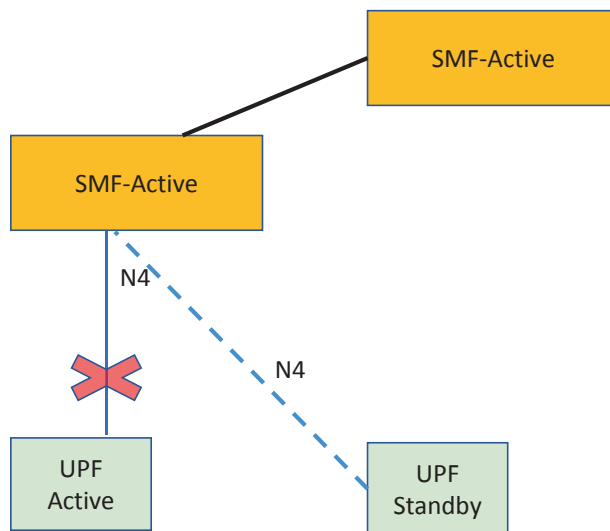 SMF-Active
SMF-Active
N4
N4
UPF
Active
UPF
Standby